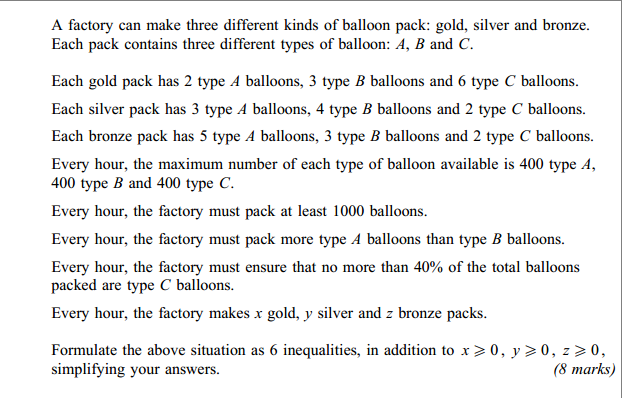 A factory can make three different kinds of balloon pack: gold, silver and bronze.
Each pack contains three different types of balloon: A, B and C.
Each gold pack has 2 type A balloons, 3 type B balloons and 6 type C balloons.
Each silver pack has 3 type A balloons, 4 type B balloons and 2 type C balloons.
Each bronze pack has 5 type A balloons, 3 type B balloons and 2 type C balloons.
Every hour, the maximum number of each type of balloon available is 400 type A,
400 type B and 400 type C.
Every hour, the factory must pack at least 1000 balloons.
Every hour, the factory must pack more type A balloons than type B balloons.
Every hour, the factory must ensure that no more than 40% of the total balloons
packed are type C balloons.
Every hour, the factory makes x gold, y silver and z bronze packs.
Formulate the above situation as 6 inequalities, in addition to x ⩾ 0, y ⩾ 0, z ⩾ 0,
simplifying your answers. (8 marks)